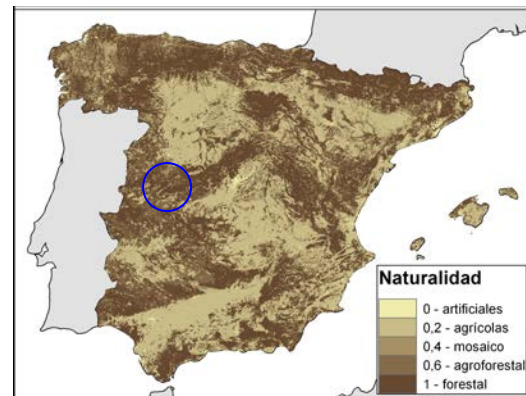 Naturalidad
0 - artificiales
0,2 - agrícolas
0,4 - mosaico
0,6 - agroforestal
1 - forestal